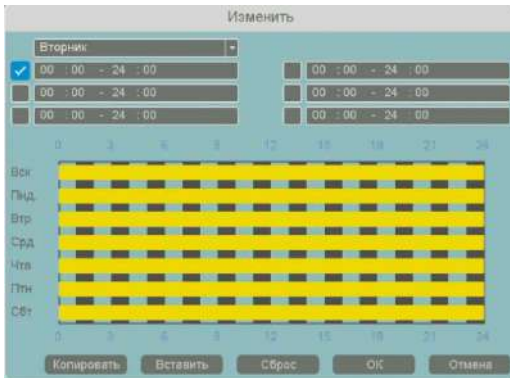 Изменить
Вторник
00 : 00 - 24 : 00 00 : 00 - 24 : 00
00 : 00 - 24 : 00 00 : 00 - 24 : 00
00 : 00 - 24 : 00 00 : 00 - 24 : 00
0 3 6 9 12 15 18 21 24
Вск
Пнд
Втр
Срд
Чтв
Птн
Сбт
0 3 6 9 12 15 18 21 24
Копировать Вставить Сброс OK Отмена